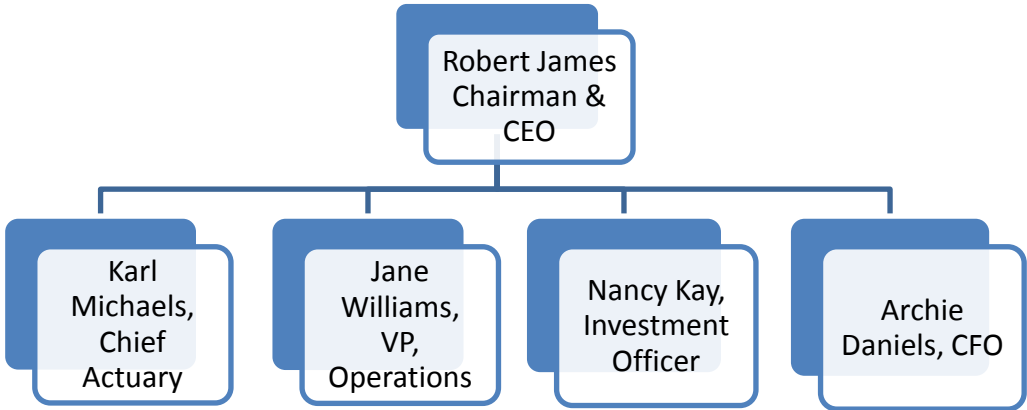 Robert James
Chairman &
CEO
Karl
Michaels,
Chief
Actuary
Jane
Williams,
VP,
Operations
Nancy Kay,
Investment
Officer
Archie
Daniels, CFO